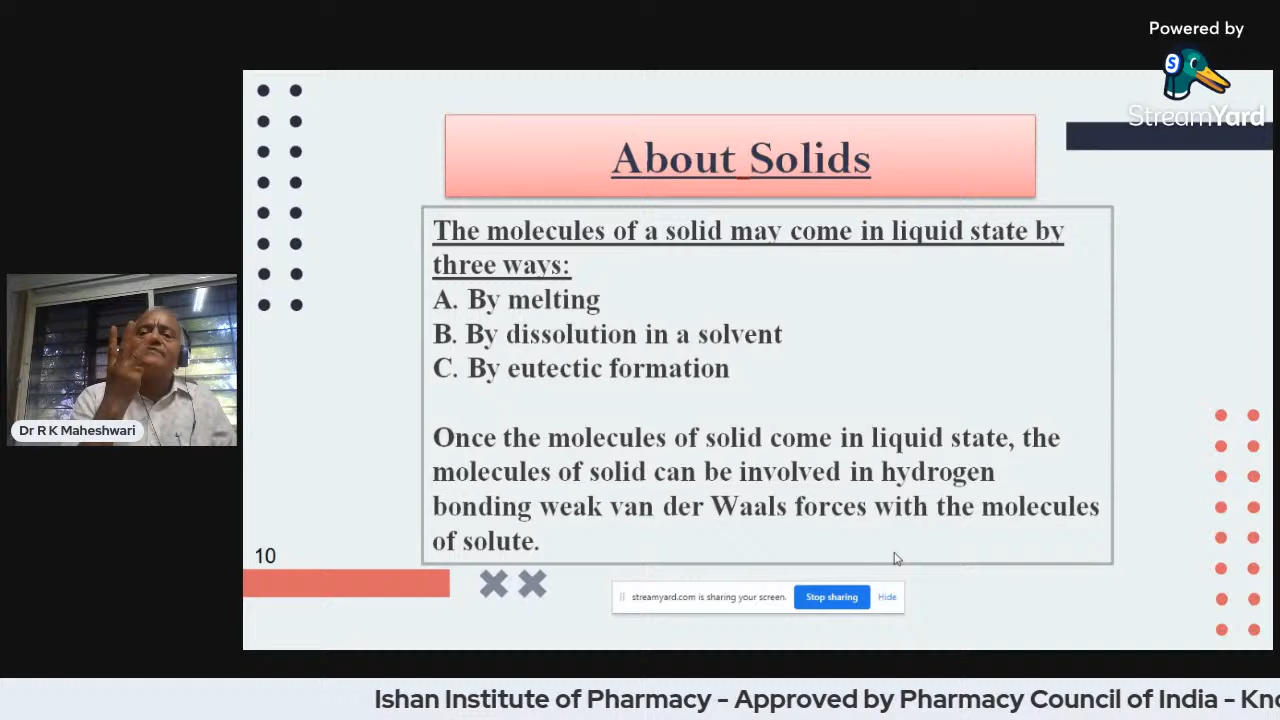 Powered by
S
StreamYard
About Solids
The molecules of a solid may come in liquid state by
three ways:
A. By melting
B. By dissolution in a solvent
C. By eutectic formation
Once the molecules of solid come in liquid state, the
molecules of solid can be involved in hydrogen
bonding weak van der Waals forces with the molecules
of solute.
Dr R K Maheshwari
10
streamyard.com is sharing your screen.
Stop sharing
Hide
Ishan Institute of Pharmacy - Approved by Pharmacy Council of India - Kno